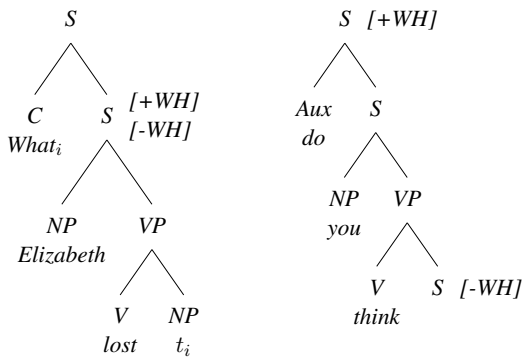 S S [+WH]
C S [+WH] Aux S
What_i [-WH] do
NP VP NP VP
Elizabeth you
V NP V S [-WH]
lost t_i think